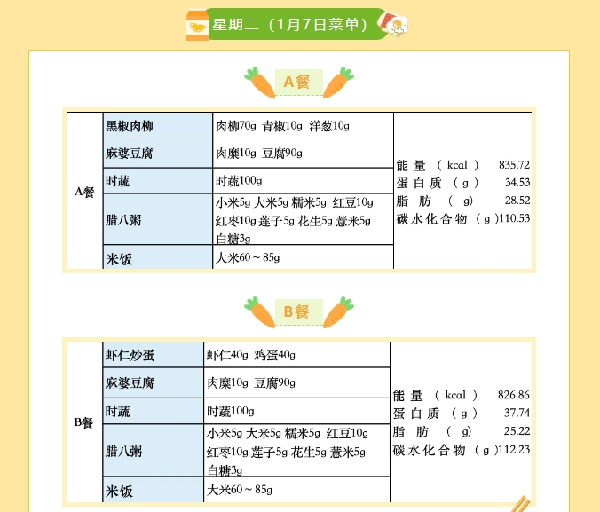 星期二（1月7日菜单）
A餐
A餐
黑椒肉柳 肉柳70g 青椒10g 洋葱10g
麻婆豆腐 肉糜10g 豆腐90g
时蔬 时蔬100g
腊八粥
小米5g 大米5g 糯米5g 红豆10g
红枣10g 莲子5g 花生5g 薏米5g
白糖3g
米饭 大米60～85g
能量（kcal） 835.72
蛋白质（g） 34.53
脂肪（g） 28.52
碳水化合物（g）110.53
B餐
B餐
虾仁炒蛋 虾仁40g 鸡蛋40g
麻婆豆腐 肉糜10g 豆腐90g
时蔬 时蔬100g
腊八粥
小米5g 大米5g 糯米5g 红豆10g
红枣10g 莲子5g 花生5g 薏米5g
白糖3g
米饭 大米60～85g
能量（kcal） 826.86
蛋白质（g） 37.74
脂肪（g） 25.22
碳水化合物（g）112.23